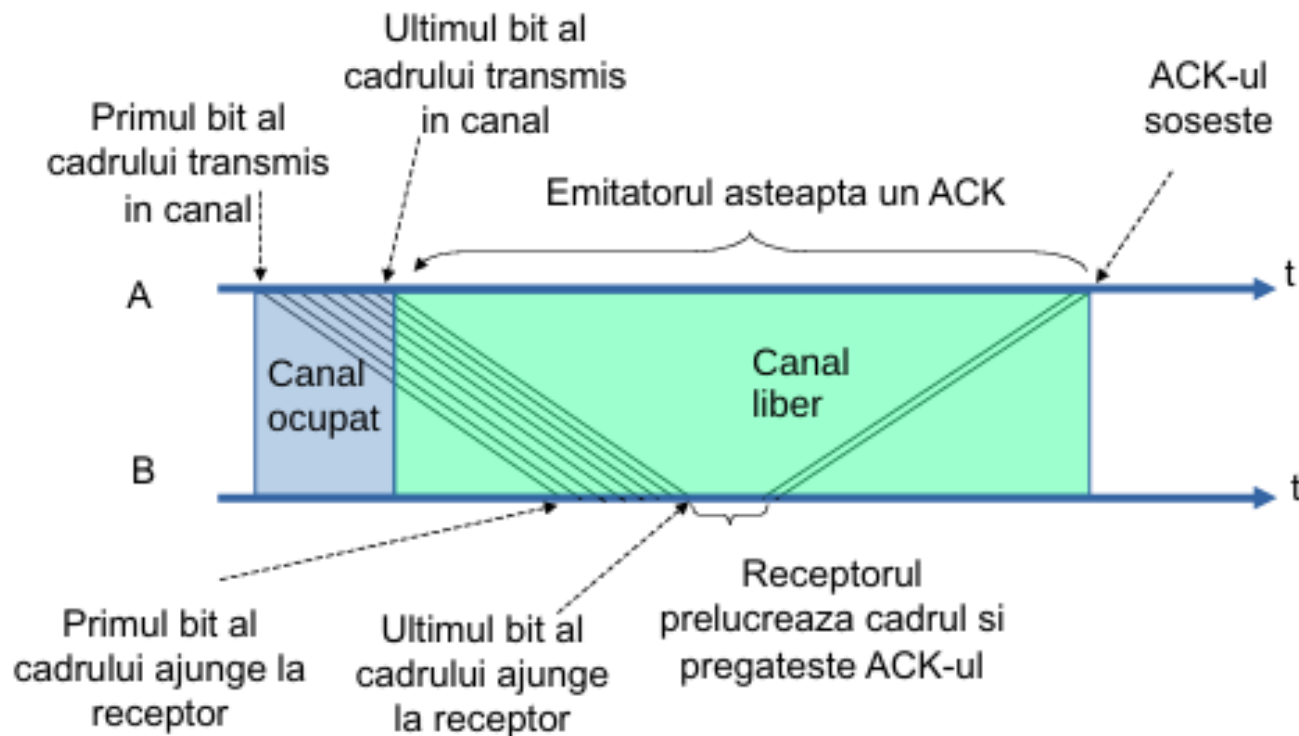 Ultimul bit al
cadrului transmis
in canal
Primul bit al
cadrului transmis
in canal
ACK-ul
soseste
Emitatorul asteapta un ACK
A
t
Canal
ocupat
Canal
liber
B
t
Primul bit al
cadrului ajunge la
receptor
Ultimul bit al
cadrului ajunge
la receptor
Receptorul
prelucreaza cadrul si
pregateste ACK-ul